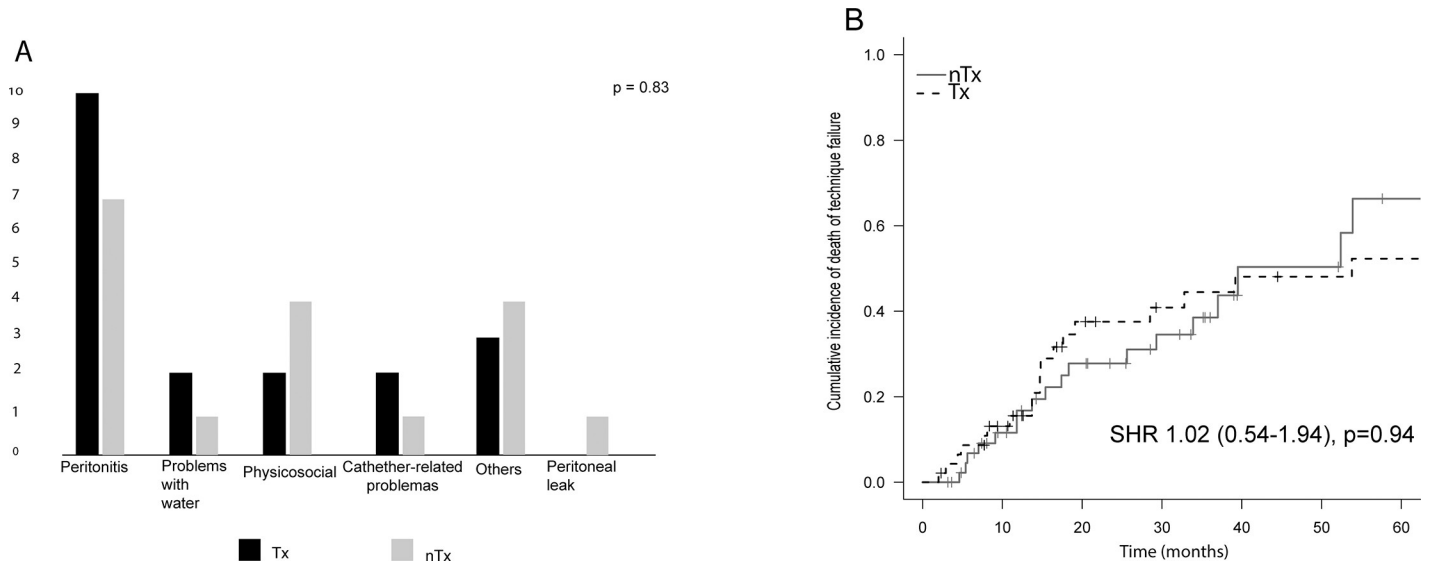 A
p = 0.83
10
9
8
7
6
5
4
3
2
1
0
Peritonitis
Problems
with
water
Physicosocial
Cathether-related
problemas
Others
Peritoneal
leak
Tx
nTx
B
nTx
Tx
Cumulative incidence of death of technique failure
1.0
0.8
0.6
0.4
0.2
0.0
SHR 1.02 (0.54-1.94), p=0.94
0 10 20 30 40 50 60
Time (months)